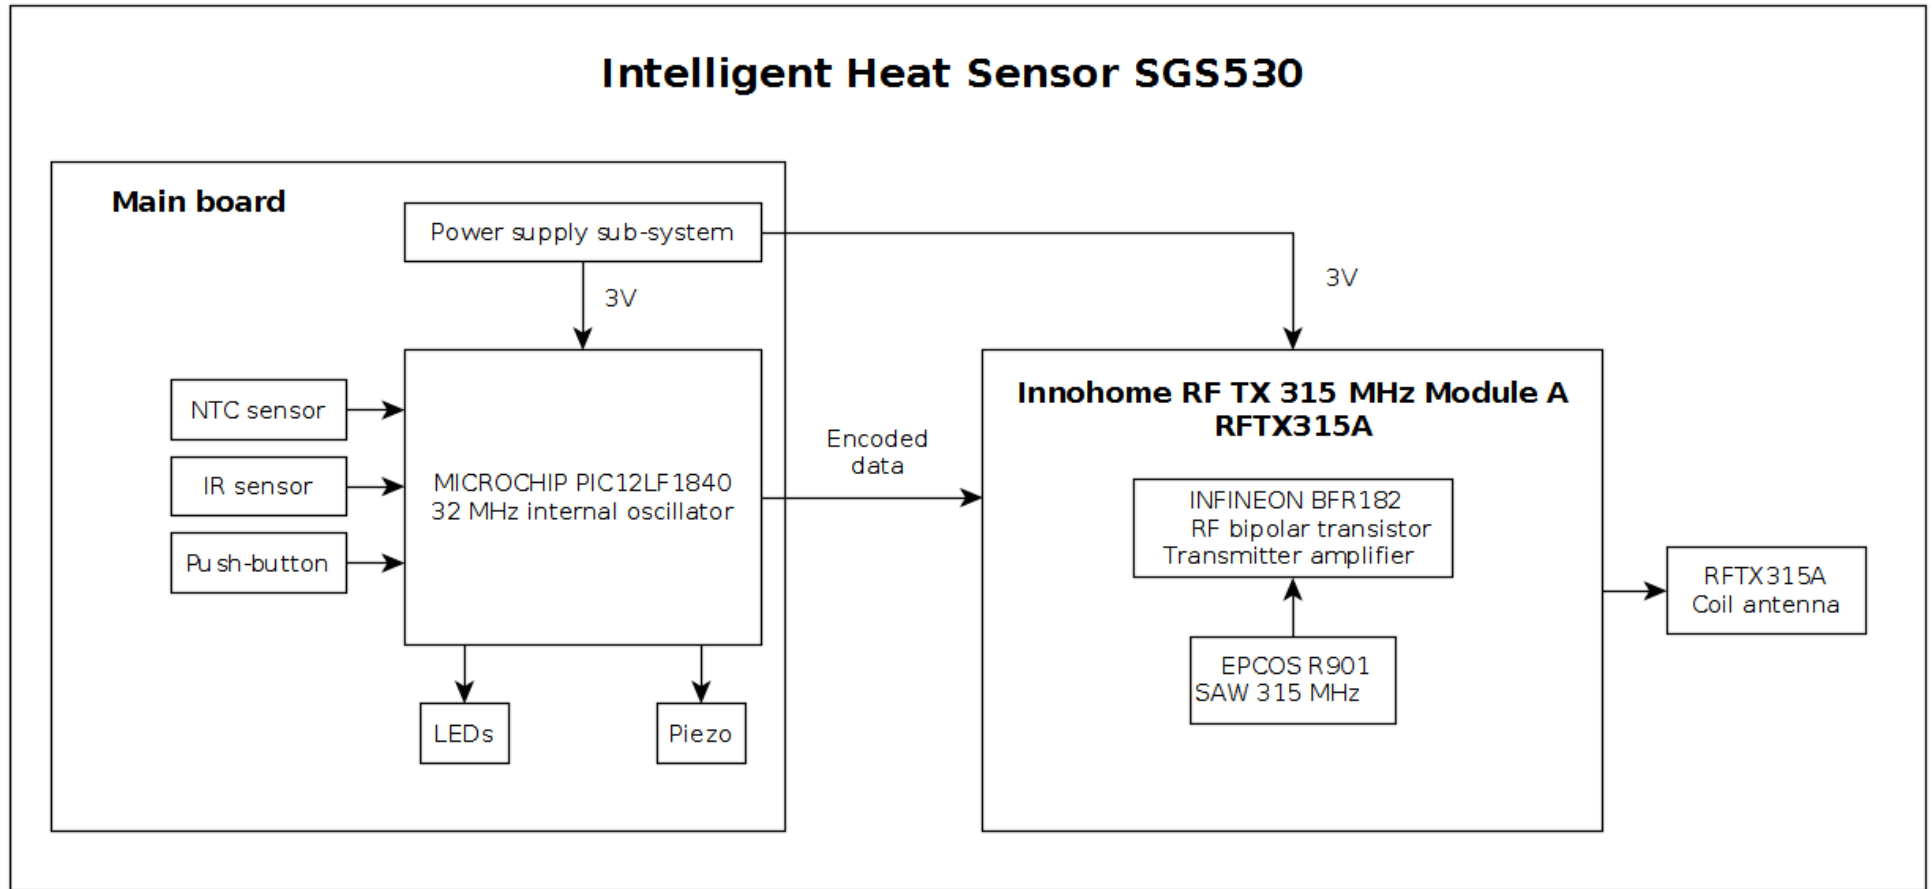 Intelligent Heat Sensor SGS530
Main board
Power supply sub-system
3V
3V
NTC sensor
IR sensor
Push-button
MICROCHIP PIC12LF1840
32 MHz internal oscillator
LEDs
Piezo
Encoded
data
Innohome RF TX 315 MHz Module A
RFTX315A
INFINEON BFR182
RF bipolar transistor
Transmitter amplifier
EPCOS R901
SAW 315 MHz
RFTX315A
Coil antenna